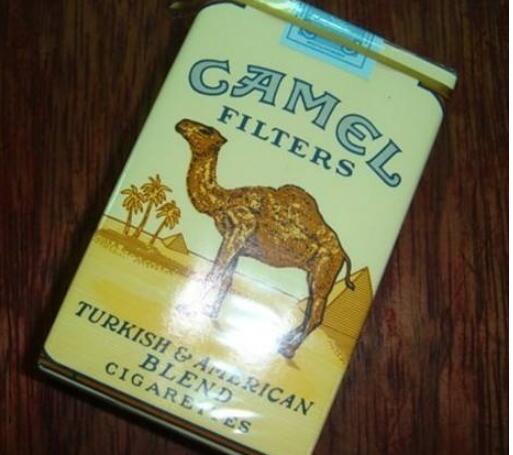 CAMEL
FILTERS
TURKISH & AMERICAN
BLEND
CIGARETTES